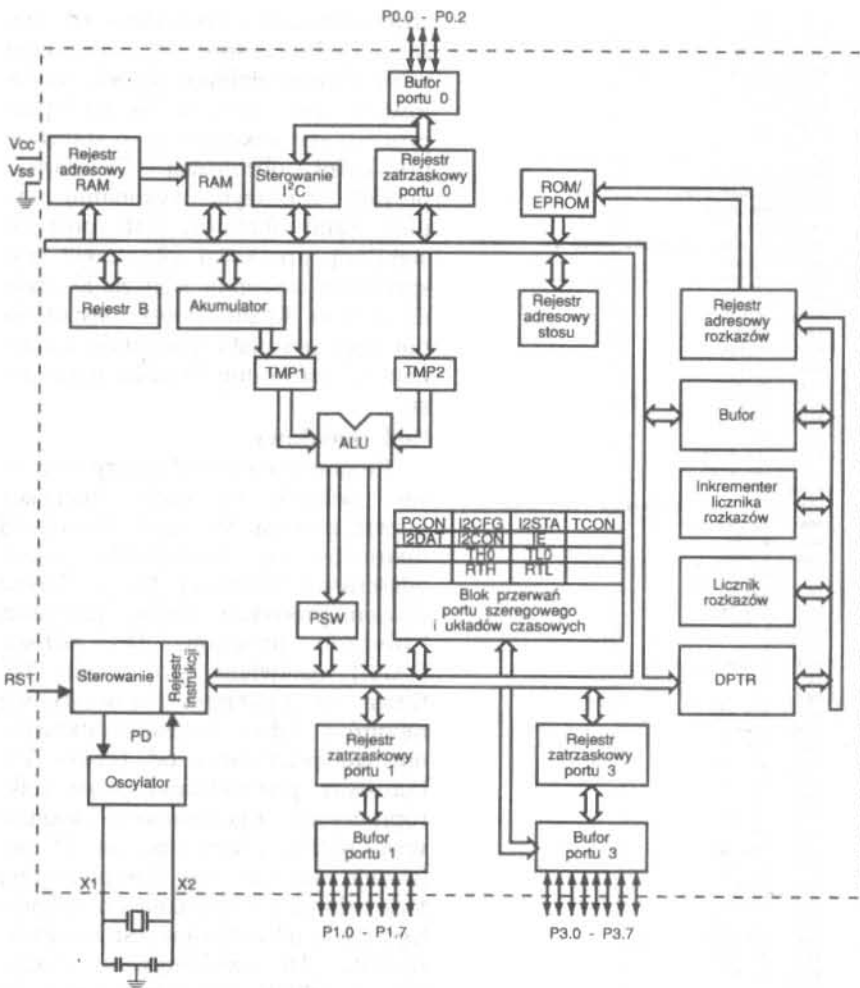 P0.0 - P0.2
Bufor
portu 0
Vcc
Vss
Rejestr
adresowy
RAM
RAM
Sterowanie
I²C
Rejestr
zatrzaskowy
portu 0
ROM/
EPROM
Rejestr B
Akumulator
Rejestr
adresowy
stosu
Rejestr
adresowy
rozkazów
TMP1
TMP2
ALU
Bufor
Inkrementer
licznika
rozkazów
PCON I2CFG I2STA TCON
I2DAT I2CON IE
TH0 TL0
RTH RTL
Blok przerwań
portu szeregowego
i układów czasowych
Licznik
rozkazów
PSW
RST
Sterowanie
Rejestr
instrukcji
DPTR
PD
Oscylator
Rejestr
zatrzaskowy
portu 1
Rejestr
zatrzaskowy
portu 3
Bufor
portu 1
Bufor
portu 3
X1
X2
P1.0 - P1.7
P3.0 - P3.7